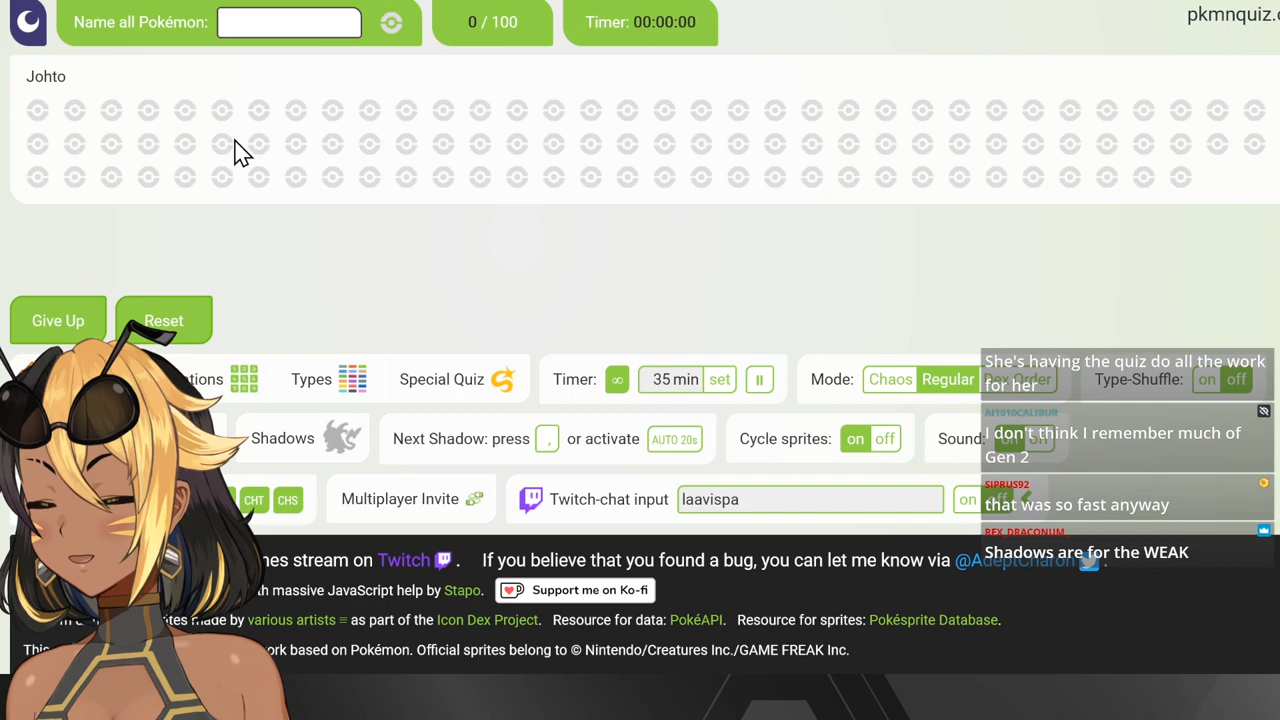 Name all Pokémon:
0 / 100
Timer: 00:00:00
pkmnquiz.c
Johto
Give Up
Reset
Types
Special Quiz
Timer: ∞ 35 min set
Mode: Chaos Regular Dex Order
Type-Shuffle: on off
Shadows
Next Shadow: press , or activate AUTO 20s
Cycle sprites: on off
Sound:
CHT CHS
Multiplayer Invite
Twitch-chat input laavispa on off
She's having the quiz do all the work
for her
AI1010CALIBUR
I don't think I remember much of
Gen 2
SIPRUS92
that was so fast anyway
REX_DRACONUM_
Shadows are for the WEAK
mes stream on Twitch . If you believe that you found a bug, you can let me know via @AdeptCharon .
th massive JavaScript help by Stapo. Support me on Ko-fi
made by various artists ≡ as part of the Icon Dex Project. Resource for data: PokéAPI. Resource for sprites: Pokésprite Database.
based on Pokémon. Official sprites belong to © Nintendo/Creatures Inc./GAME FREAK Inc.